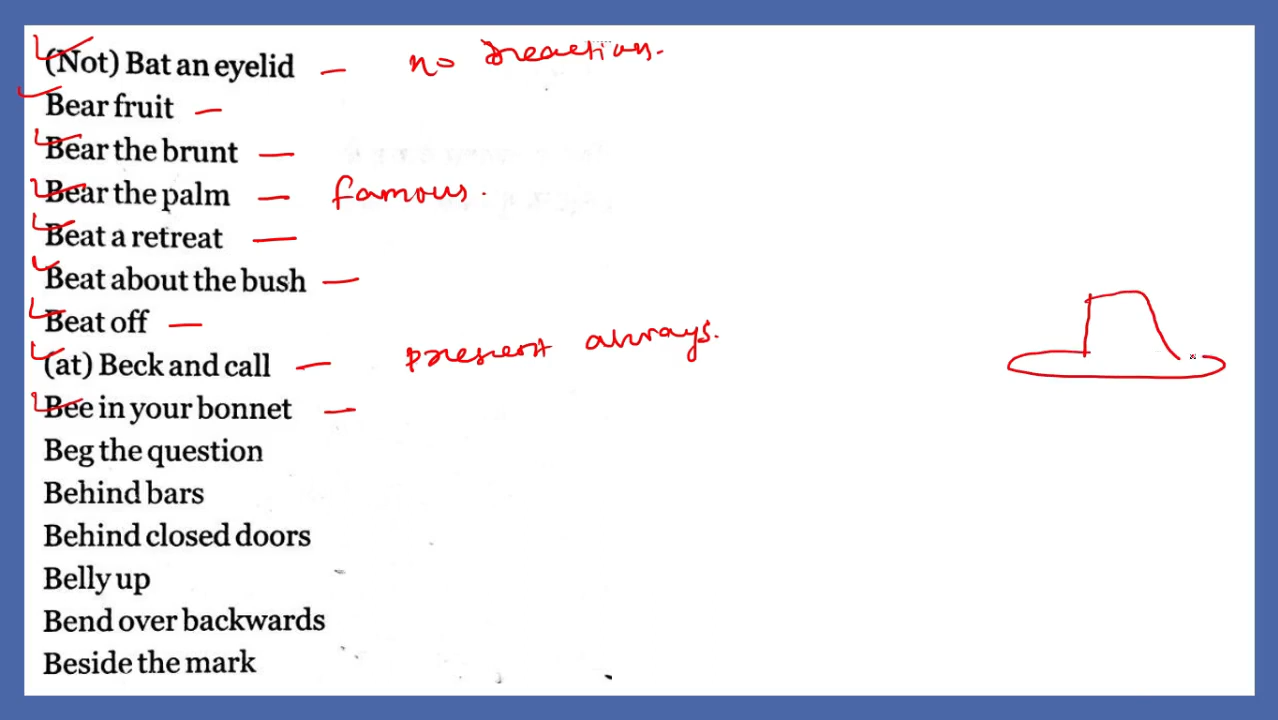 (Not) Bat an eyelid — no reaction.
Bear fruit —
Bear the brunt —
Bear the palm — famous.
Beat a retreat —
Beat about the bush —
Beat off —
(at) Beck and call — present always.
Bee in your bonnet —
Beg the question
Behind bars
Behind closed doors
Belly up
Bend over backwards
Beside the mark